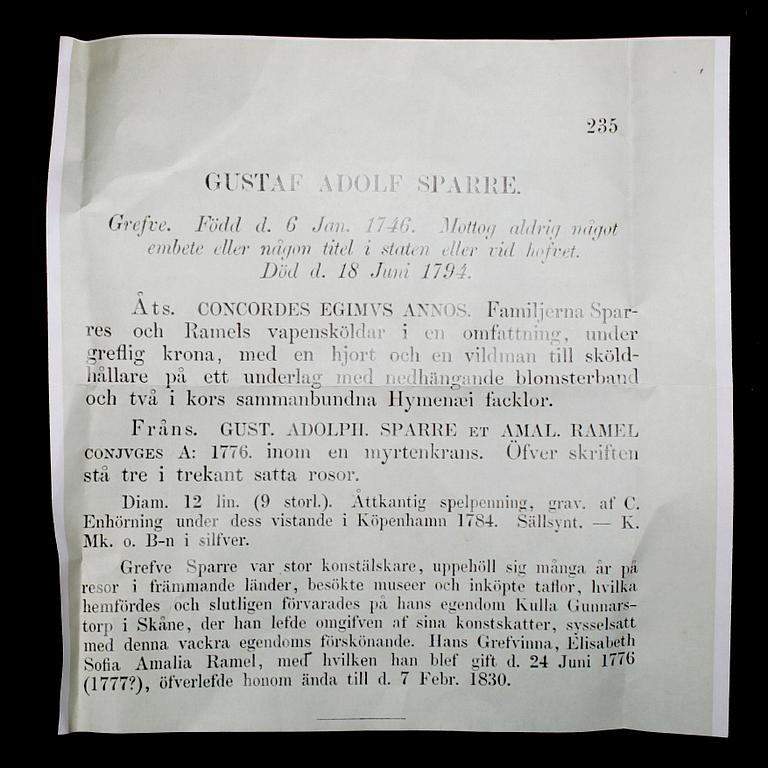 235
GUSTAF ADOLF SPARRE.
Grefve. Född d. 6 Jan. 1746. Mottog aldrig något
embete eller någon titel i staten eller vid hofvet.
Död d. 18 Juni 1794.
Åts. CONCORDES EGIMVS ANNOS. Familjerna Spar-
res och Ramels vapensköldar i en omfattning, under
greflig krona, med en hjort och en vildman till sköld-
hållare på ett underlag med nedhängande blomsterband
och två i kors sammanbundna Hymenæi facklor.
Fråns. GUST. ADOLPH. SPARRE ET AMAL. RAMEL
CONJVGES A: 1776. inom en myrtenkrans. Öfver skriften
stå tre i trekant satta rosor.
Diam. 12 lin. (9 storl.). Åttkantig spelpenning, grav. af C.
Enhörning under dess vistande i Köpenhamn 1784. Sällsynt. — K.
Mk. o. B-n i silfver.
Grefve Sparre var stor konstälskare, uppehöll sig många år på
resor i främmande länder, besökte museer och inköpte taflor, hvilka
hemfördes och slutligen förvarades på hans egendom Kulla Gunnars-
torp i Skåne, der han lefde omgifven af sina konstskatter, sysselsatt
med denna vackra egendoms förskönande. Hans Grefvinna, Elisabeth
Sofia Amalia Ramel, med hvilken han blef gift d. 24 Juni 1776
(1777?), öfverlefde honom ända till d. 7 Febr. 1830.